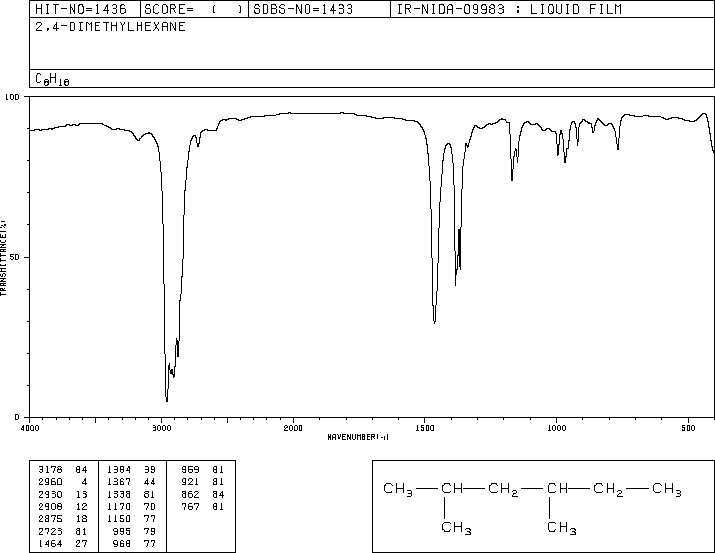 HIT-NO=1436 SCORE= ( ) SDBS-NO=1433 IR-NIDA-09983 : LIQUID FILM
2,4-DIMETHYLHEXANE
C8H18
100
50
0
TRANSMITTANCE(%)
4000 3000 2000 1500 1000 500
WAVENUMBER(-1)
3178 84 1384 39 969 81
2960 4 1367 44 921 81
2930 13 1338 81 862 84
2908 12 1170 70 767 81
2875 18 1150 77
2723 81 995 79
1464 27 968 77
CH3 CH CH2 CH CH2 CH3
CH3 CH3